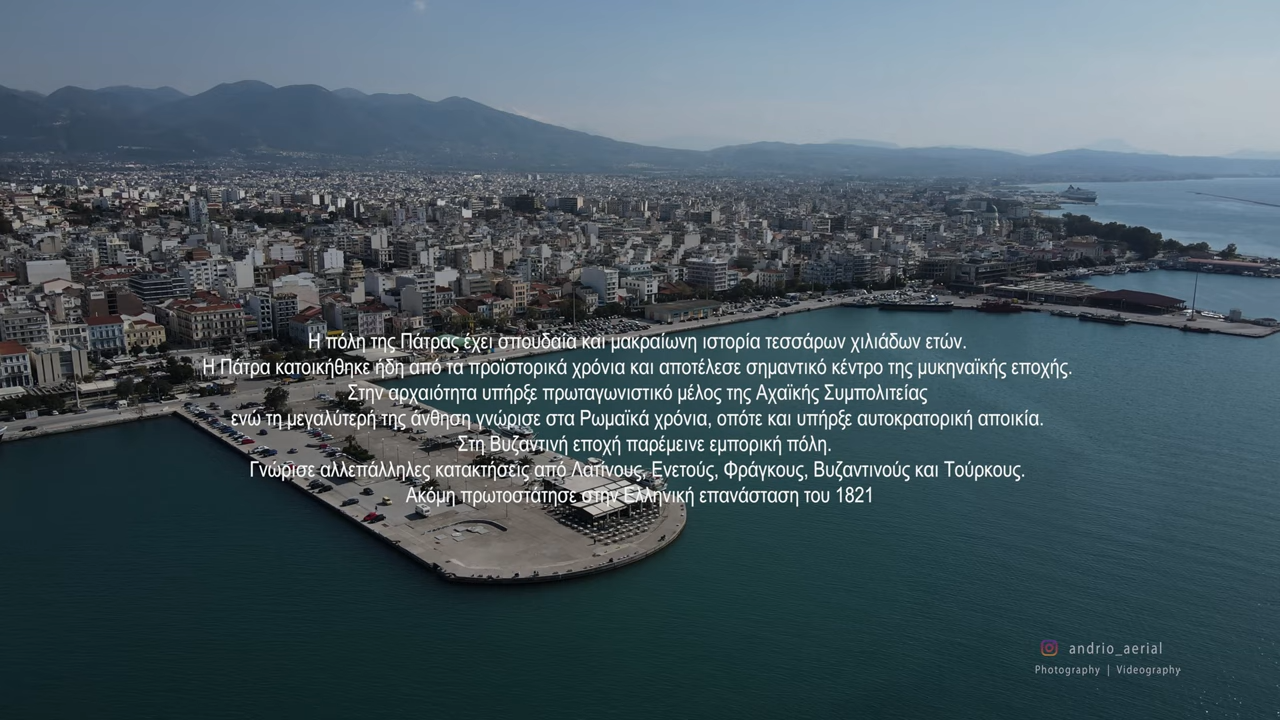 Η πόλη της Πάτρας έχει σπουδαία και μακραίωνη ιστορία τεσσάρων χιλιάδων ετών.
Η Πάτρα κατοικήθηκε ήδη από τα προϊστορικά χρόνια και αποτέλεσε σημαντικό κέντρο της μυκηναϊκής εποχής.
Στην αρχαιότητα υπήρξε πρωταγωνιστικό μέλος της Αχαϊκής Συμπολιτείας
ενώ τη μεγαλύτερή της άνθηση γνώρισε στα Ρωμαϊκά χρόνια, οπότε και υπήρξε αυτοκρατορική αποικία.
Στη Βυζαντινή εποχή παρέμεινε εμπορική πόλη.
Γνώρισε αλλεπάλληλες κατακτήσεις από Λατίνους, Ενετούς, Φράγκους, Βυζαντινούς και Τούρκους.
Ακόμη πρωτοστάτησε στην Ελληνική επανάσταση του 1821
andrio_aerial
Photography | Videography